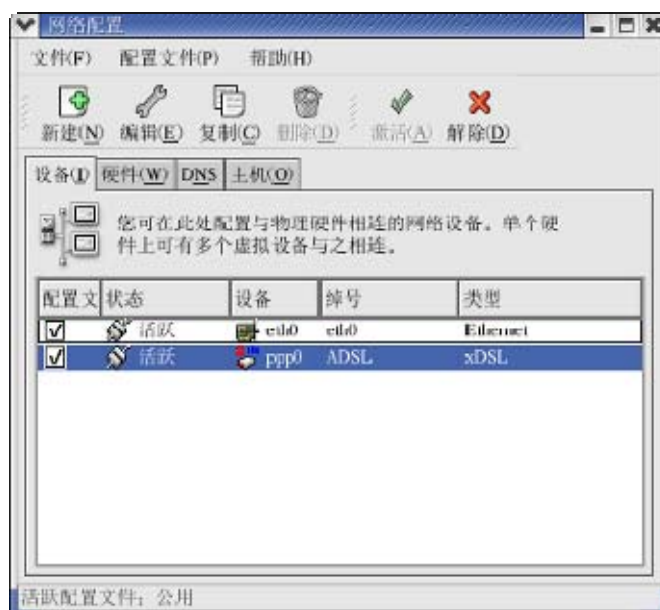 网络配置
文件(F) 配置文件(P) 帮助(H)
新建(N) 编辑(E) 复制(C) 删除(D) 激活(A) 解除(D)
设备(I) 硬件(W) DNS 主机(O)
您可在此处配置与物理硬件相连的网络设备。单个硬
件上可有多个虚拟设备与之相连。
配置文 状态 设备 绰号 类型
活跃 eth0 eth0 Ethernet
活跃 ppp0 ADSL xDSL
活跃配置文件: 公用